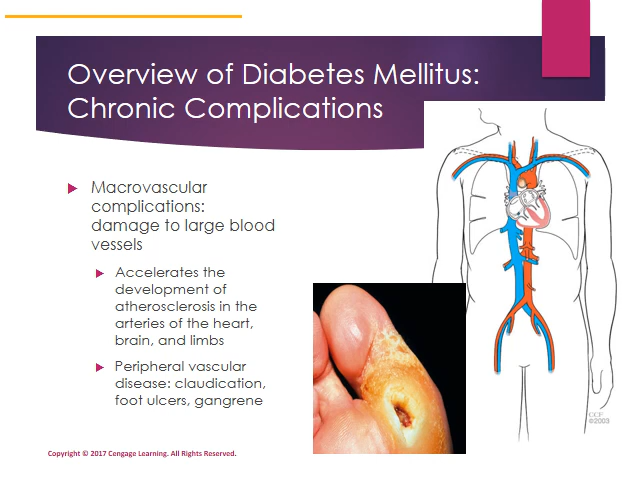 Overview of Diabetes Mellitus:
Chronic Complications
Macrovascular
complications:
damage to large blood
vessels
Accelerates the
development of
atherosclerosis in the
arteries of the heart,
brain, and limbs
Peripheral vascular
disease: claudication,
foot ulcers, gangrene
CCF
©2003
Copyright © 2017 Cengage Learning. All Rights Reserved.